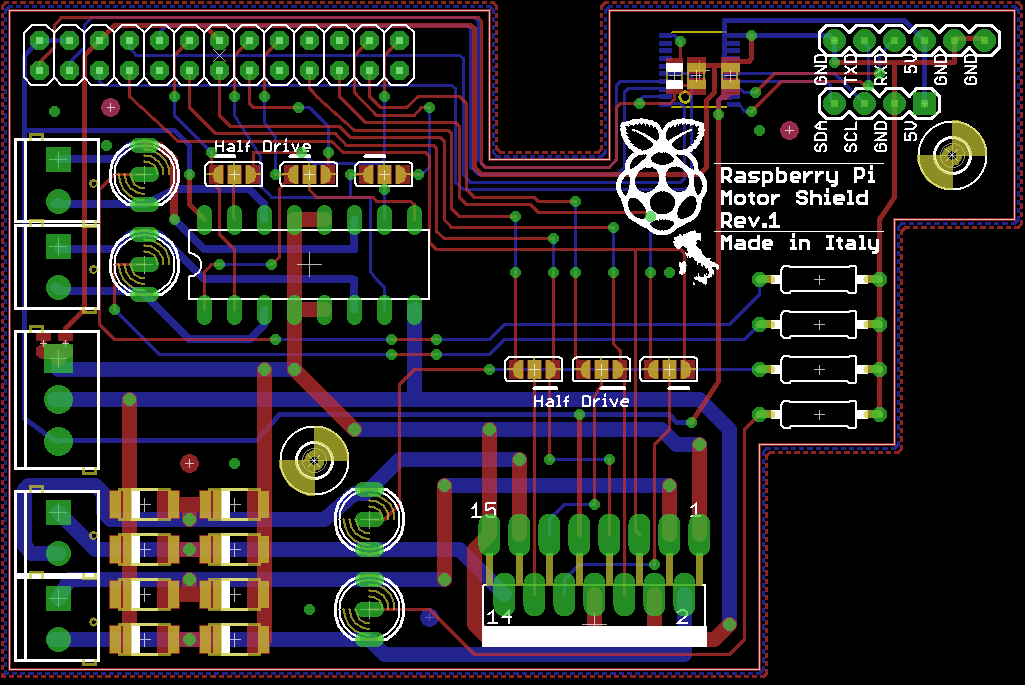 GND
TXD
RXD
5V
GND
GND
SDA
SCL
GND
5V
Half Drive
Raspberry Pi
Motor Shield
Rev.1
Made in Italy
Half Drive
15
1
14
2